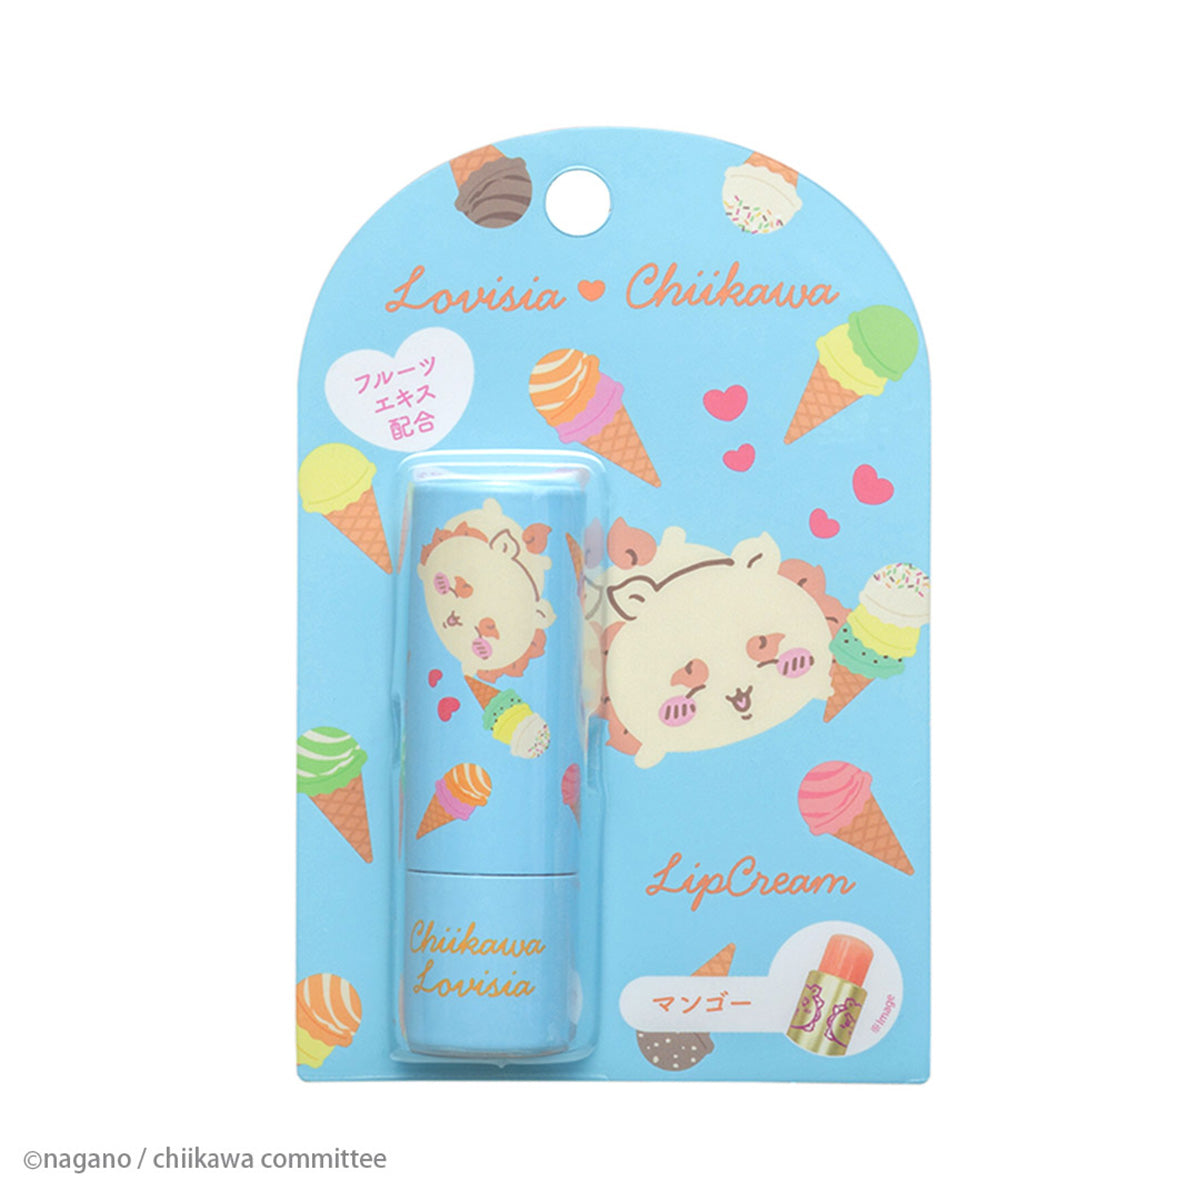 Lovisia ♥ Chiikawa
フルーツ
エキス
配合
Chiikawa
Lovisia
LipCream
マンゴー
※Image
©nagano / chiikawa committee